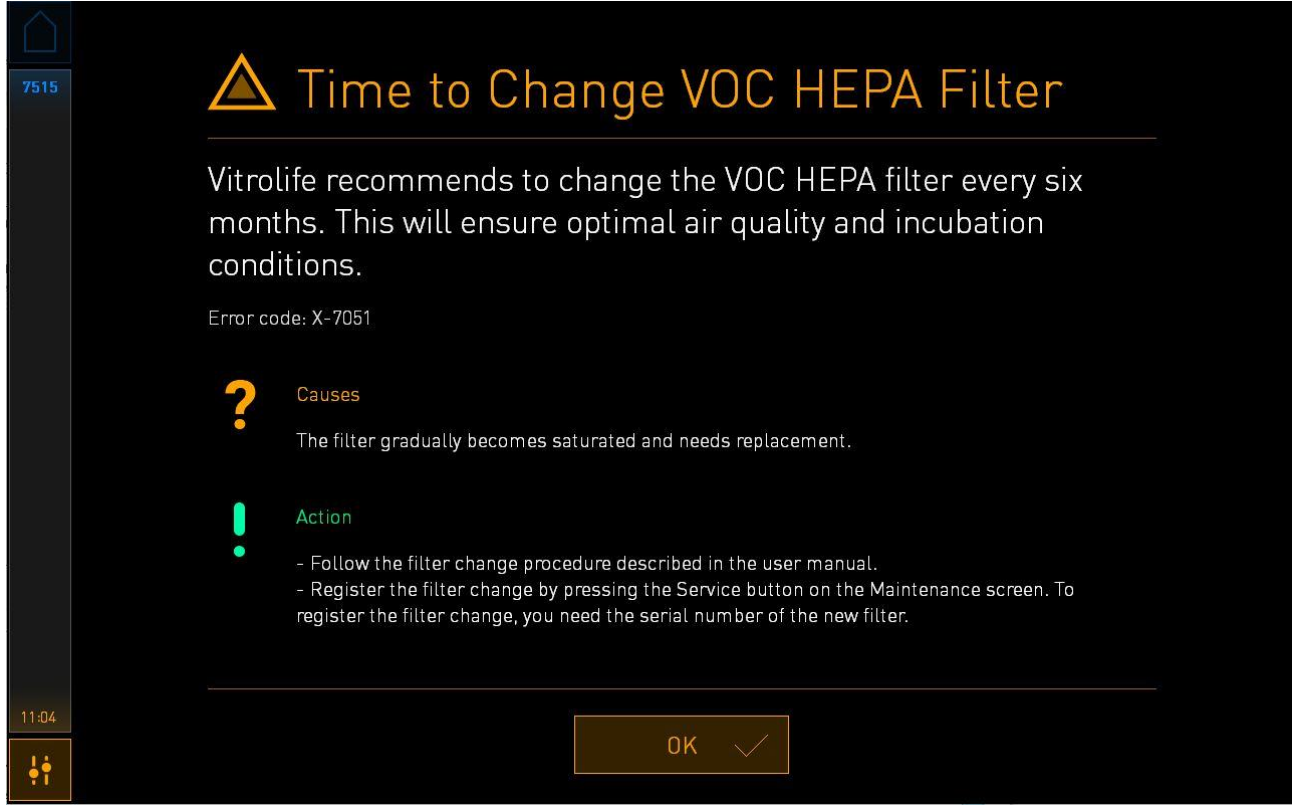 7515
Time to Change VOC HEPA Filter
Vitrolife recommends to change the VOC HEPA filter every six
months. This will ensure optimal air quality and incubation
conditions.
Error code: X-7051
?
Causes
The filter gradually becomes saturated and needs replacement.
!
Action
- Follow the filter change procedure described in the user manual.
- Register the filter change by pressing the Service button on the Maintenance screen. To
register the filter change, you need the serial number of the new filter.
11:04
OK